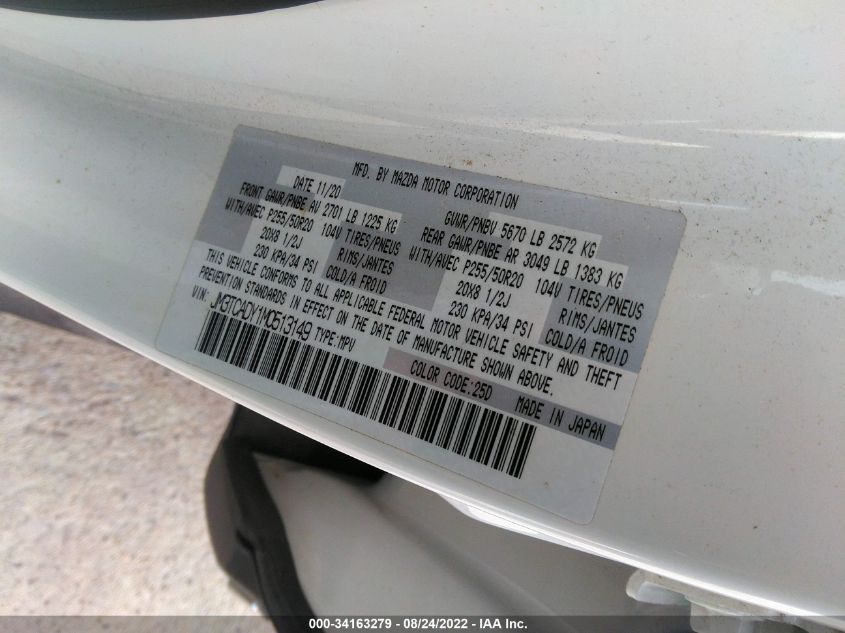 MFD. BY MAZDA MOTOR CORPORATION
DATE 11/20
GVWR/PNBV 5670 LB 2572 KG
FRONT GAWR/PNBE AV 2701 LB 1225 KG
REAR GAWR/PNBE AR 3049 LB 1383 KG
WITH/AVEC P255/50R20 104V TIRES/PNEUS
WITH/AVEC P255/50R20 104V TIRES/PNEUS
20X8 1/2J RIMS/JANTES
20X8 1/2J RIMS/JANTES
230 KPA/34 PSI COLD/A FROID
230 KPA/34 PSI COLD/A FROID
THIS VEHICLE CONFORMS TO ALL APPLICABLE FEDERAL MOTOR VEHICLE SAFETY AND THEFT
PREVENTION STANDARDS IN EFFECT ON THE DATE OF MANUFACTURE SHOWN ABOVE.
VIN: JM3TCADY1M0513149 TYPE:MPV
COLOR CODE:25D
MADE IN JAPAN
000-34163279 - 08/24/2022 - IAA Inc.